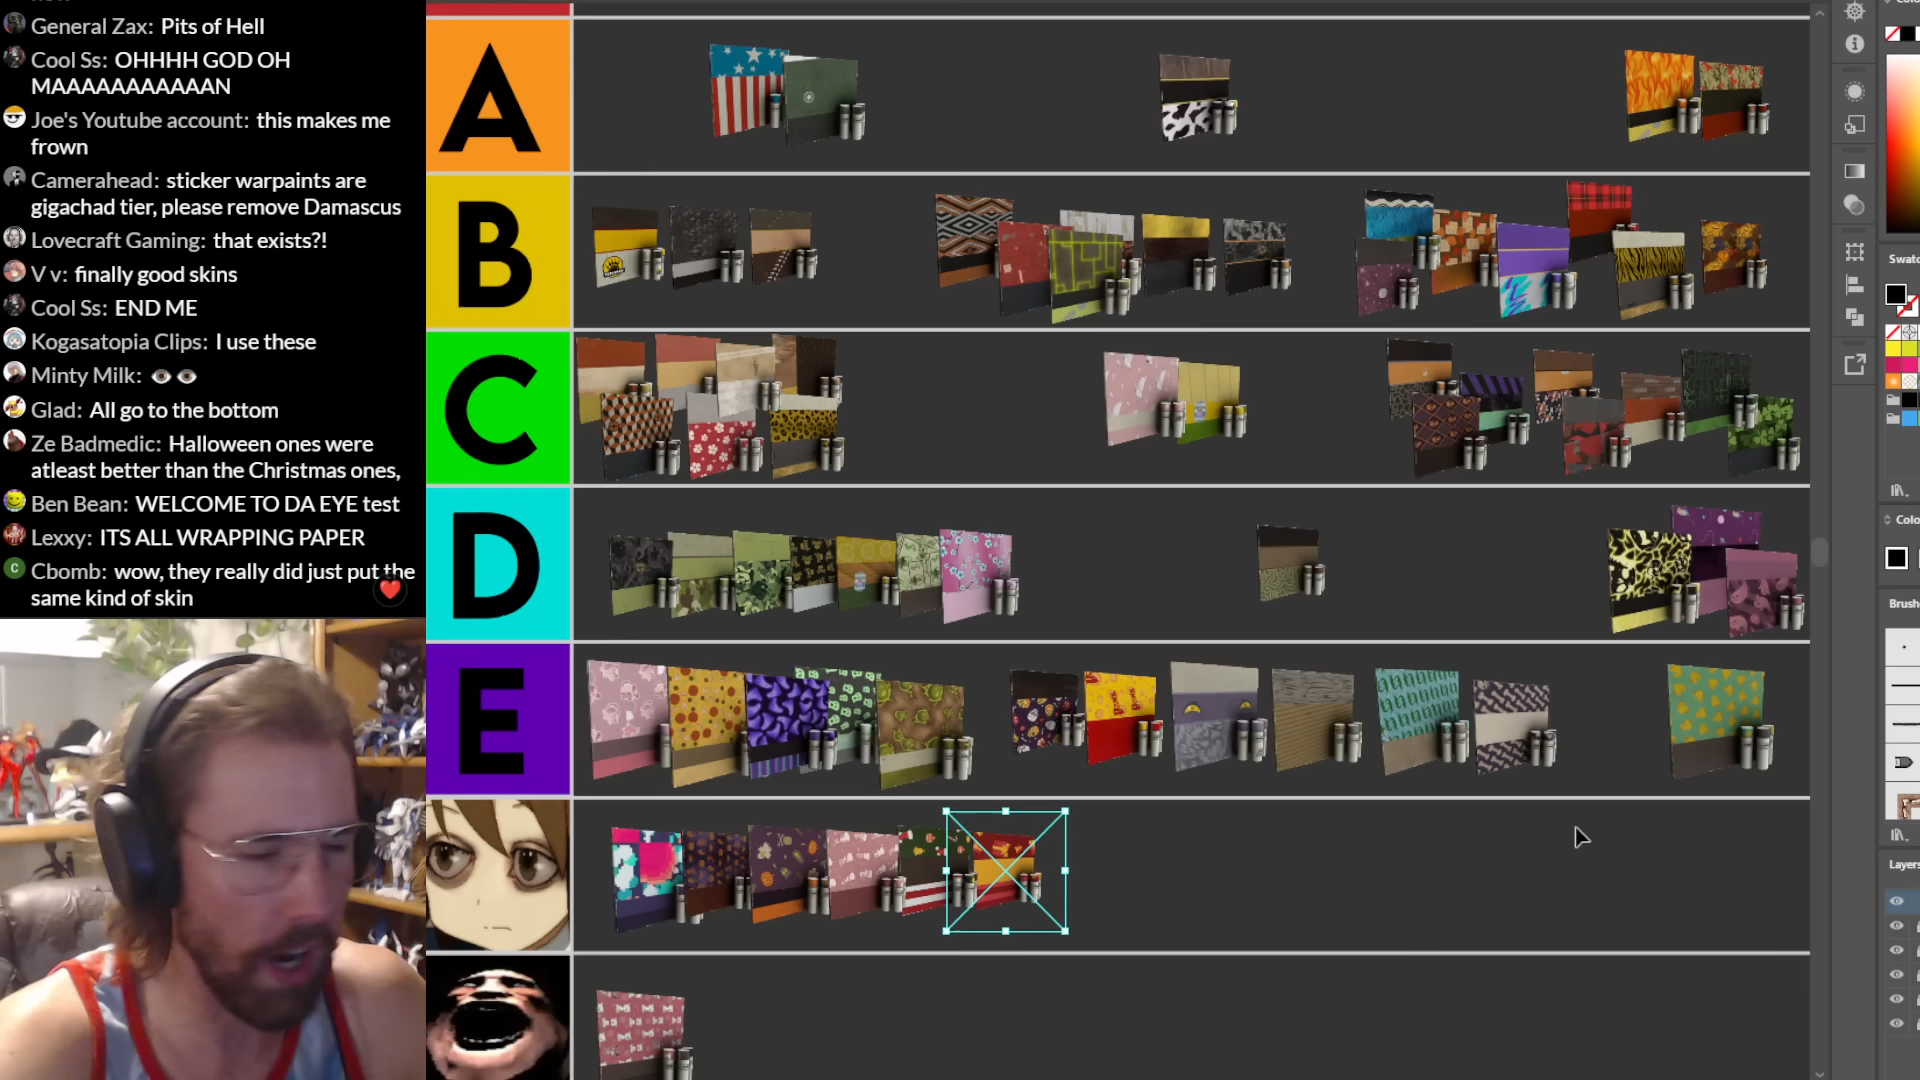 General Zax: Pits of Hell
Cool Ss: OHHHH GOD OH
MAAAAAAAAAAAN
Joe's Youtube account: this makes me
frown
Camerahead: sticker warpaints are
gigachad tier, please remove Damascus
Lovecraft Gaming: that exists?!
V v: finally good skins
Cool Ss: END ME
Kogasatopia Clips: I use these
Minty Milk: 👁👁
Glad: All go to the bottom
Ze Badmedic: Halloween ones were
atleast better than the Christmas ones,
Ben Bean: WELCOME TO DA EYE test
Lexxy: ITS ALL WRAPPING PAPER
C
Cbomb: wow, they really did just put the
same kind of skin
A
B
C
D
E
Swatc
Colo
Brushe
Layers